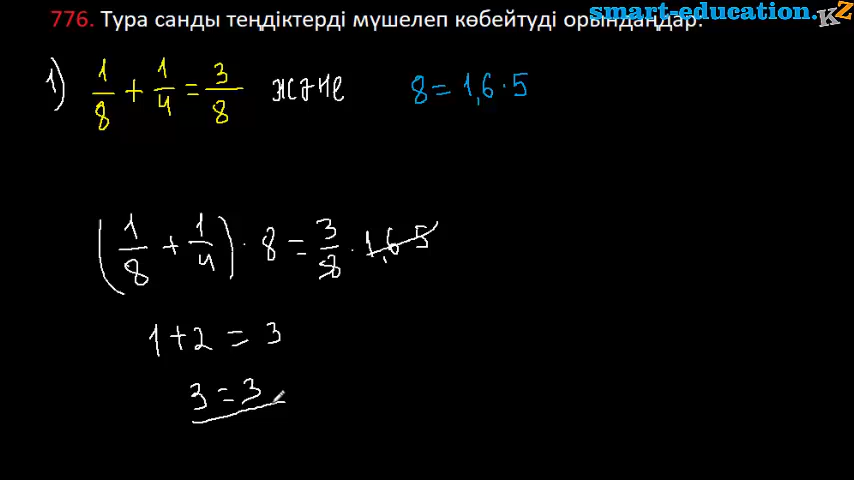 smart-education.KZ
776. Тура санды теңдіктерді мүшелеп көбейтуді орындаңдар:
1) 1/8 + 1/4 = 3/8 және 8 = 1,6 · 5
(1/8 + 1/4) · 8 = 3/8 · 1,6 5
1 + 2 = 3
3 = 3